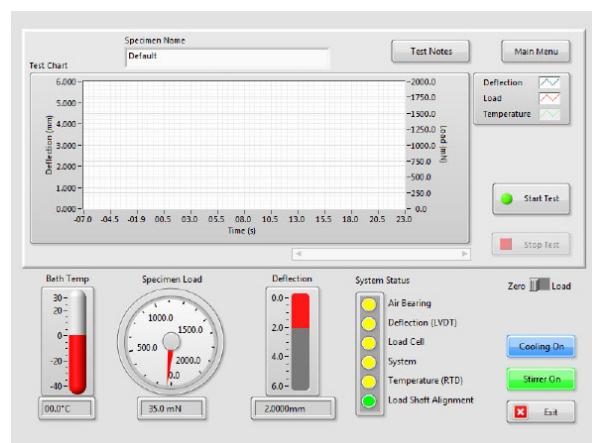 Specimen Name
Default
Test Notes
Main Menu
Test Chart
Deflection
Load
Temperature
6.000
5.000
4.000
3.000
2.000
1.000
0.000
Deflection (mm)
2000.0
1750.0
1500.0
1250.0
1000.0
750.0
500.0
250.0
0.0
Load (mN)
-07.0 -04.5 -01.9 00.5 03.0 05.5 08.0 10.5 13.0 15.5 18.0 20.5 23.0
Time (s)
Start Test
Stop Test
Bath Temp
30
20
0
-20
-40
00.0°C
Specimen Load
0.0
500.0
1000.0
1500.0
2000.0
35.0 mN
Deflection
0.0
2.0
4.0
6.0
2.0000mm
System Status
Air Bearing
Deflection (LVDT)
Load Cell
System
Temperature (RTD)
Load Shaft Alignment
Zero Load
Cooling On
Stirrer On
Exit